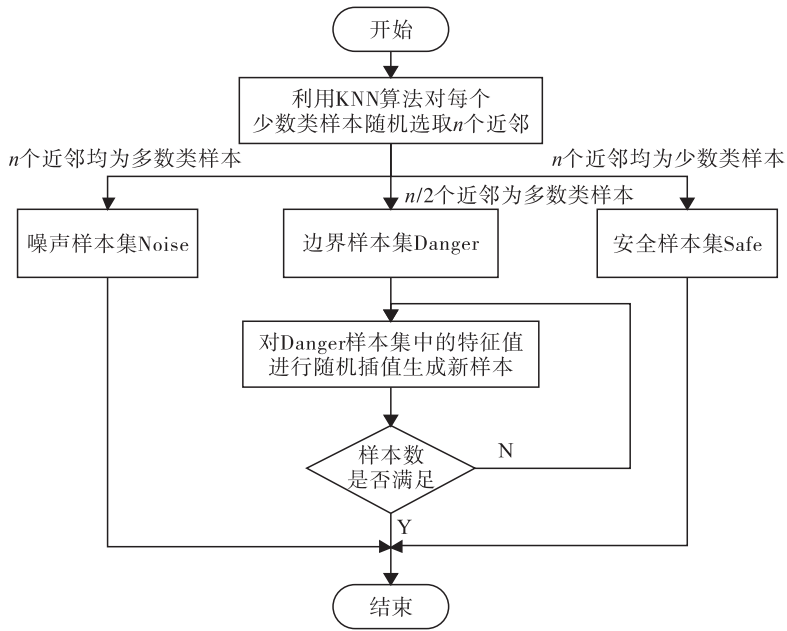 开始
利用KNN算法对每个
少数类样本随机选取n个近邻
n个近邻均为多数类样本
n个近邻均为少数类样本
n/2个近邻为多数类样本
噪声样本集Noise
边界样本集Danger
安全样本集Safe
对Danger样本集中的特征值
进行随机插值生成新样本
样本数
是否满足
N
Y
结束